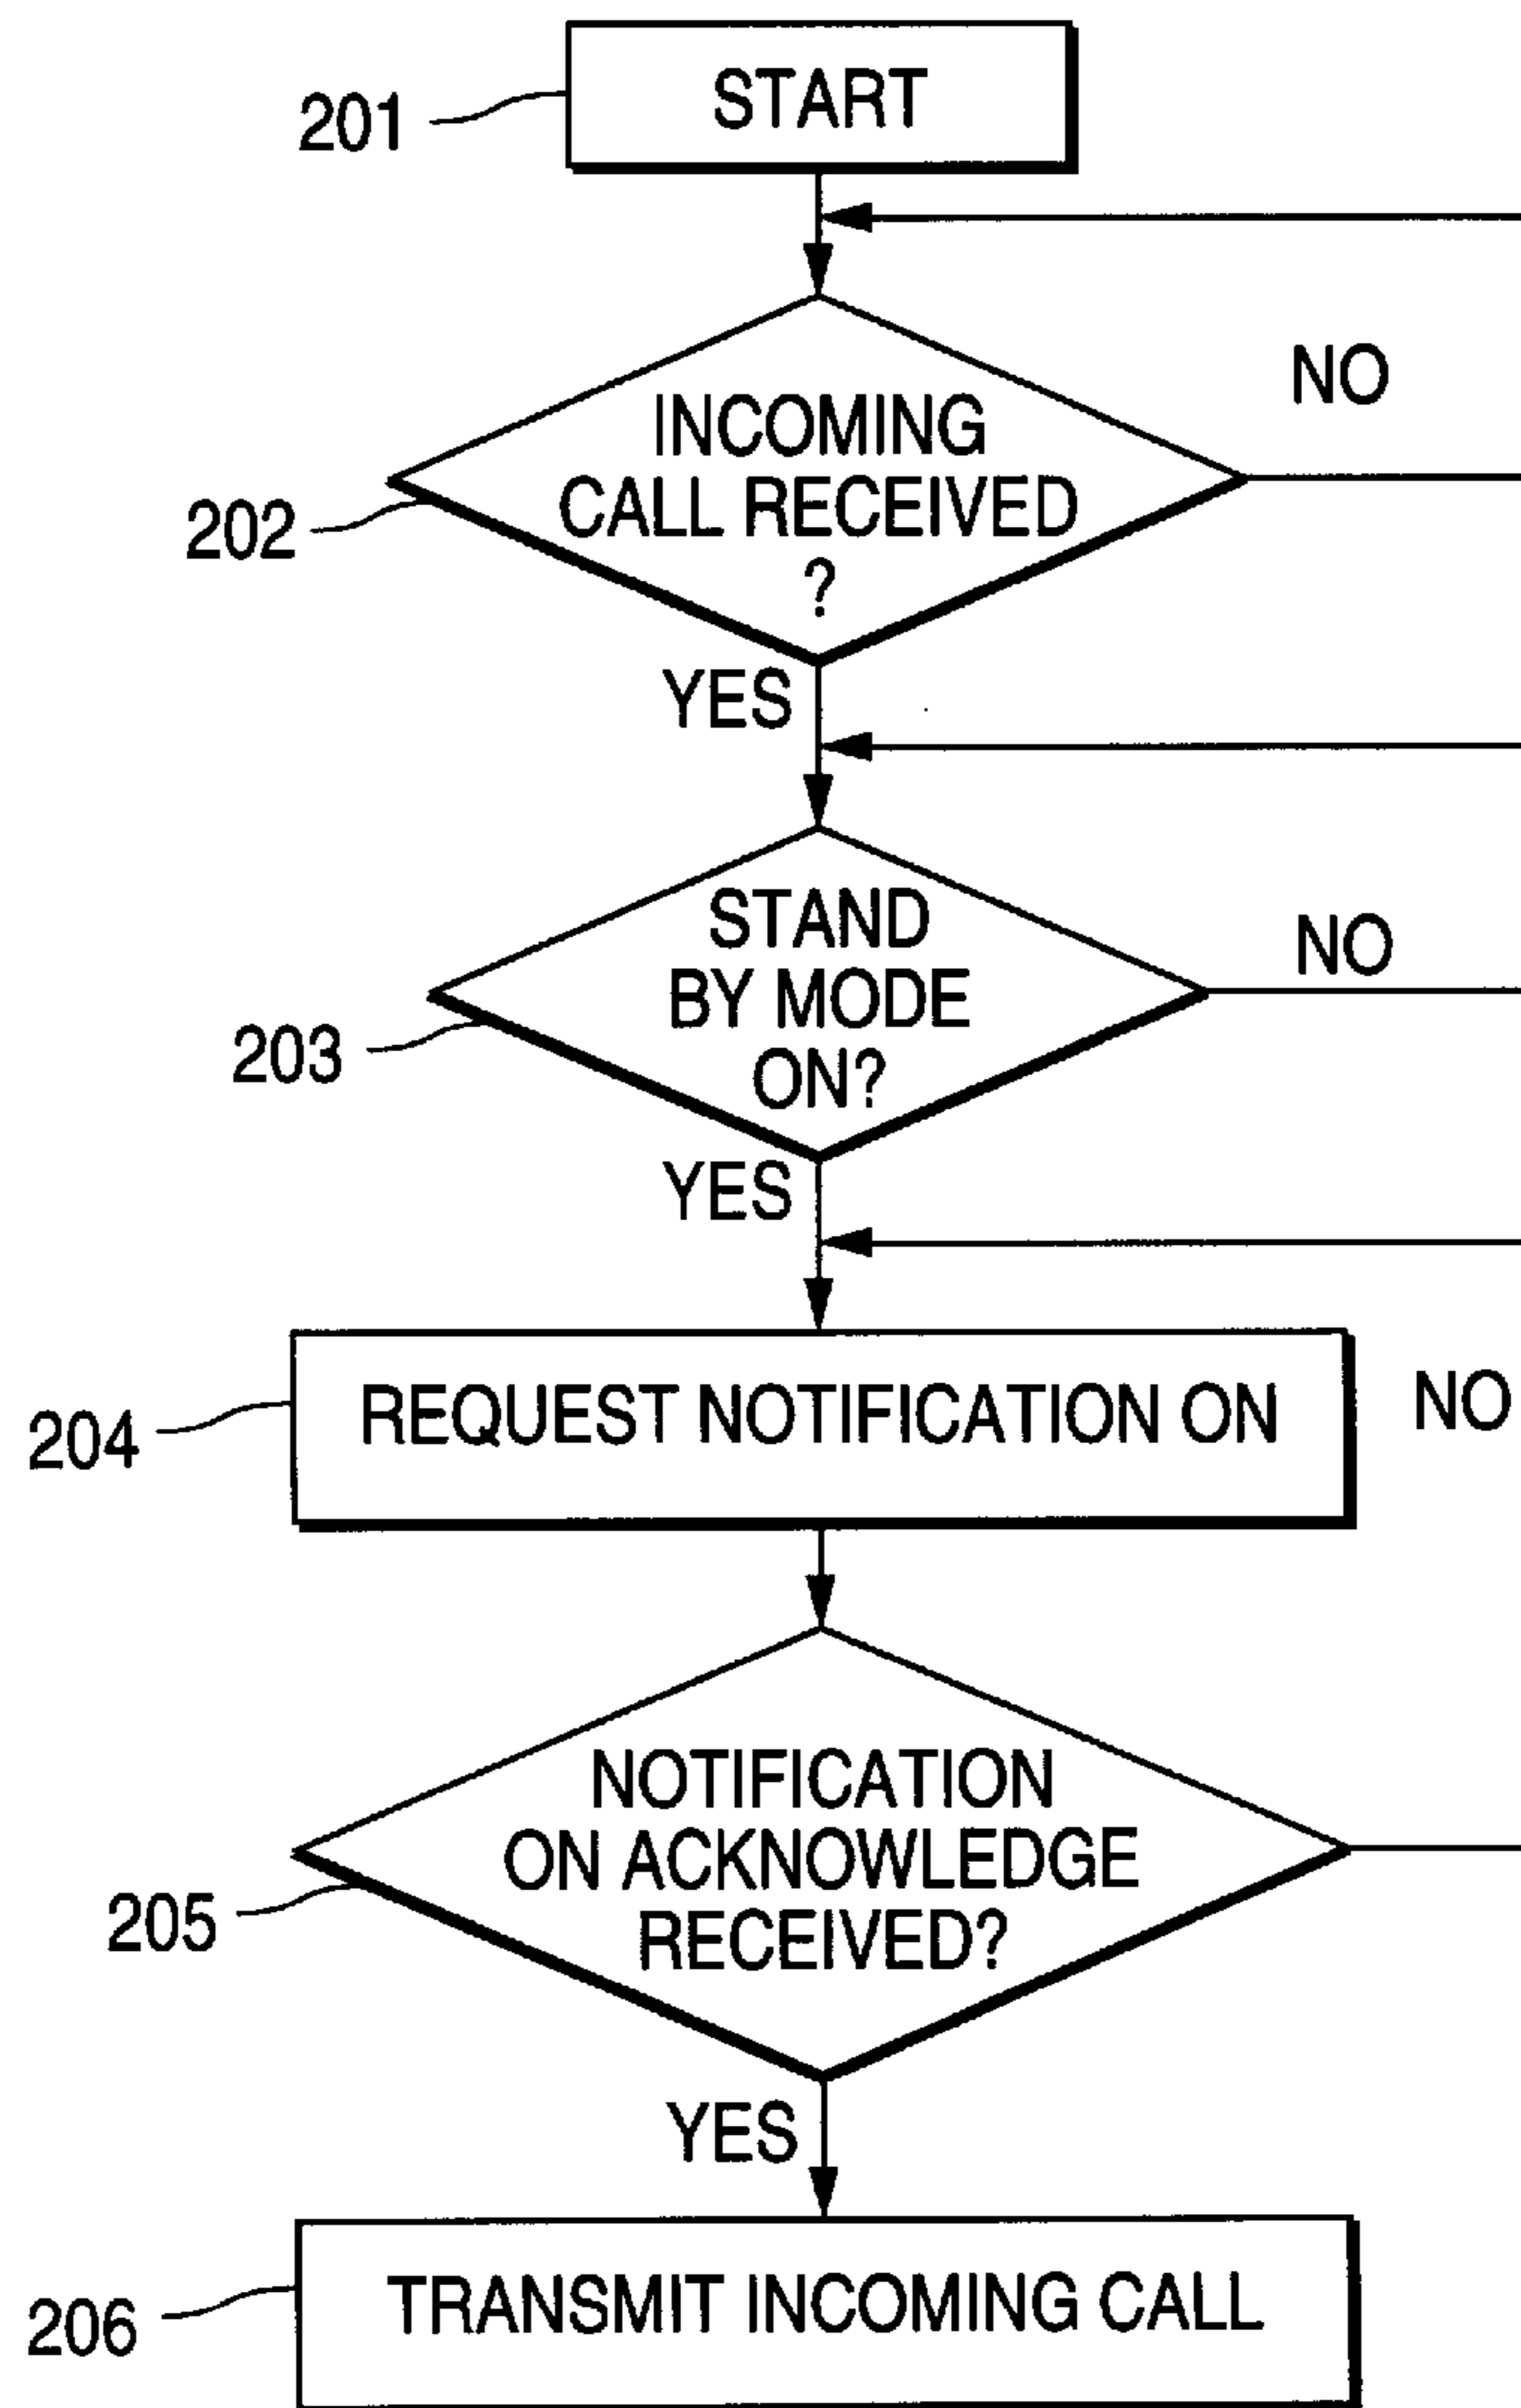 START
201
NO
INCOMING
CALL RECEIVED
?
202
YES
STAND
BY MODE
ON?
NO
203
YES
REQUEST NOTIFICATION ON
NO
204
NOTIFICATION
ON ACKNOWLEDGE
RECEIVED?
205
YES
TRANSMIT INCOMING CALL
206